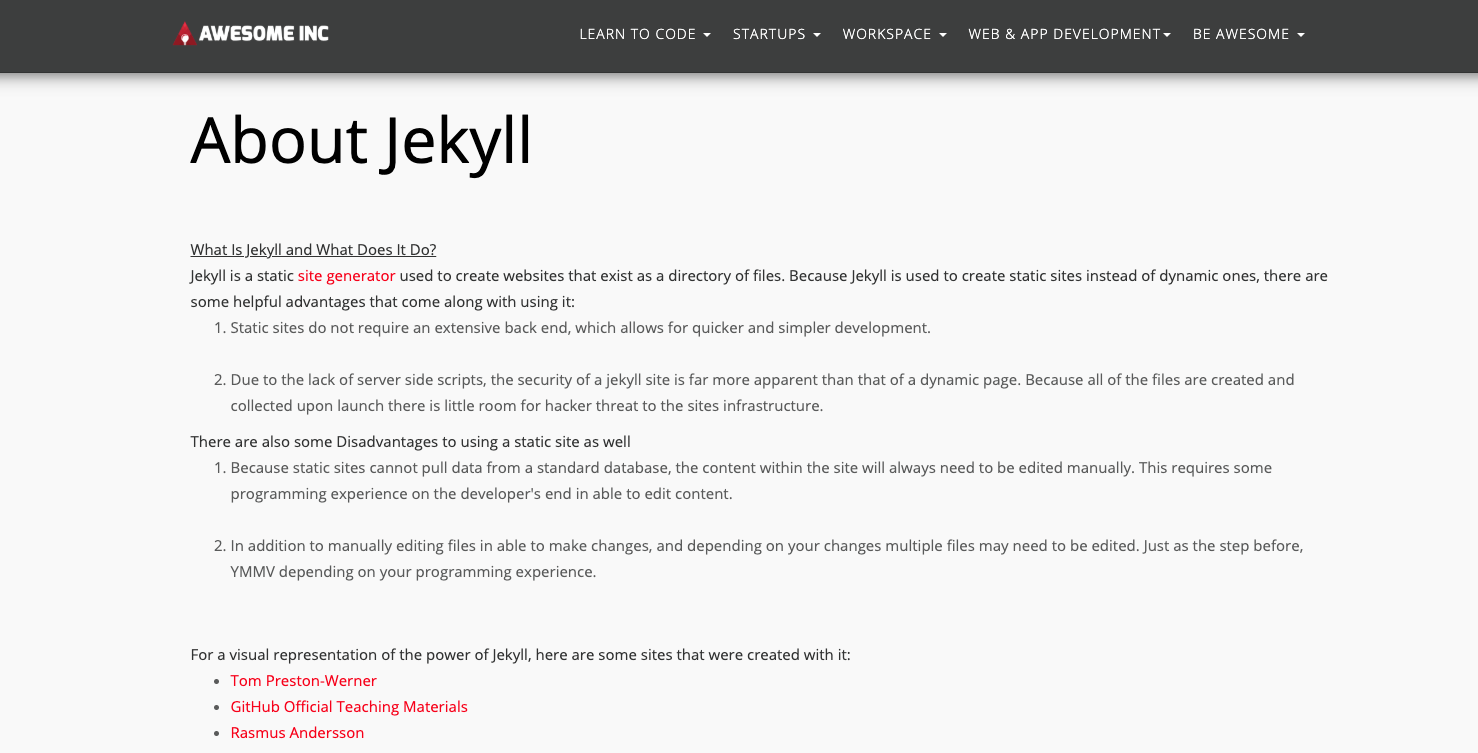 AWESOME INC
LEARN TO CODE STARTUPS WORKSPACE WEB & APP DEVELOPMENT BE AWESOME
About Jekyll
What Is Jekyll and What Does It Do?
Jekyll is a static site generator used to create websites that exist as a directory of files. Because Jekyll is used to create static sites instead of dynamic ones, there are
some helpful advantages that come along with using it:
1. Static sites do not require an extensive back end, which allows for quicker and simpler development.
2. Due to the lack of server side scripts, the security of a jekyll site is far more apparent than that of a dynamic page. Because all of the files are created and
collected upon launch there is little room for hacker threat to the sites infrastructure.
There are also some Disadvantages to using a static site as well
1. Because static sites cannot pull data from a standard database, the content within the site will always need to be edited manually. This requires some
programming experience on the developer's end in able to edit content.
2. In addition to manually editing files in able to make changes, and depending on your changes multiple files may need to be edited. Just as the step before,
YMMV depending on your programming experience.
For a visual representation of the power of Jekyll, here are some sites that were created with it:
• Tom Preston-Werner
• GitHub Official Teaching Materials
• Rasmus Andersson